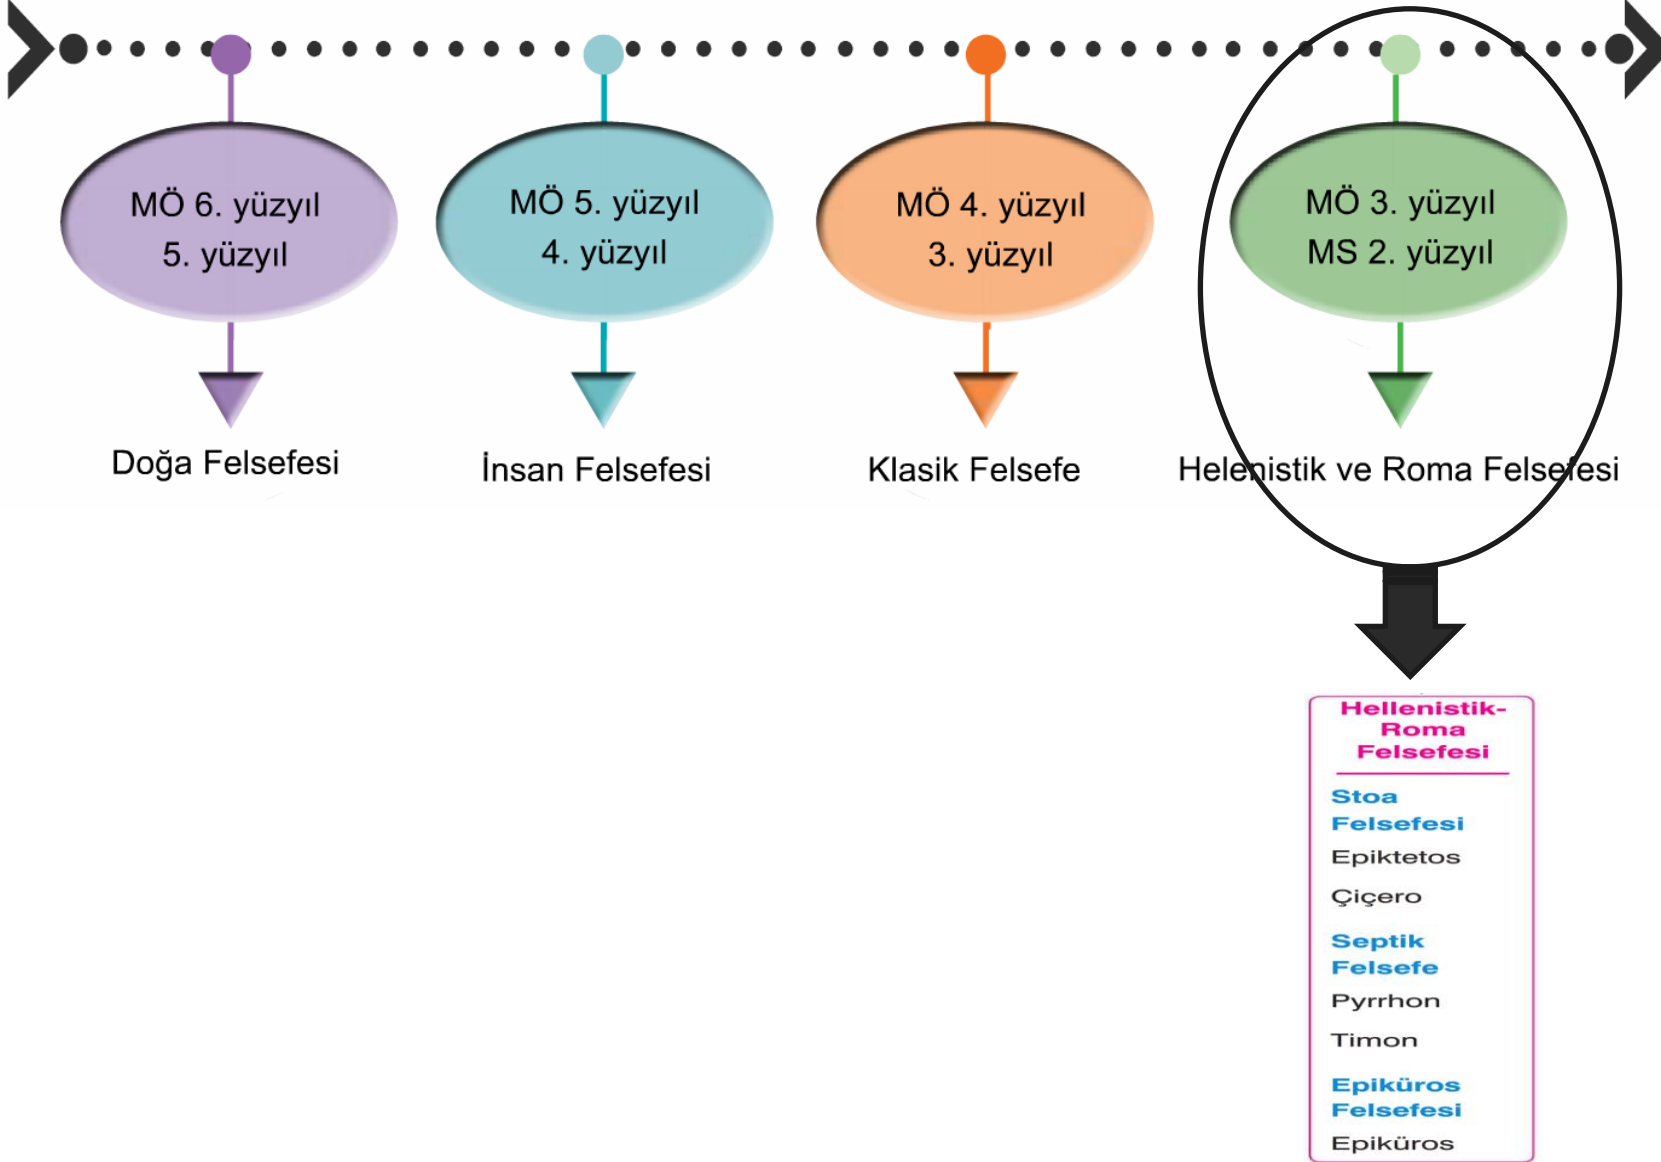 MÖ 6. yüzyıl
5. yüzyıl
Doğa Felsefesi
MÖ 5. yüzyıl
4. yüzyıl
İnsan Felsefesi
MÖ 4. yüzyıl
3. yüzyıl
Klasik Felsefe
MÖ 3. yüzyıl
MS 2. yüzyıl
Helenistik ve Roma Felsefesi
Hellenistik-
Roma
Felsefesi
Stoa
Felsefesi
Epiktetos
Çiçero
Septik
Felsefe
Pyrrhon
Timon
Epiküros
Felsefesi
Epiküros